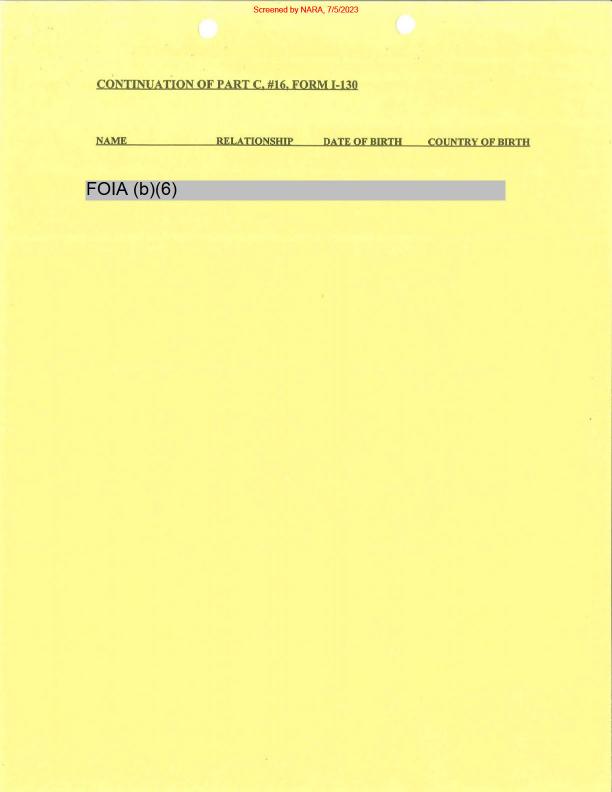 Screened by NARA, 7/5/2023
CONTINUATION OF PART C, #16, FORM I-130
NAME RELATIONSHIP DATE OF BIRTH COUNTRY OF BIRTH
FOIA (b)(6)